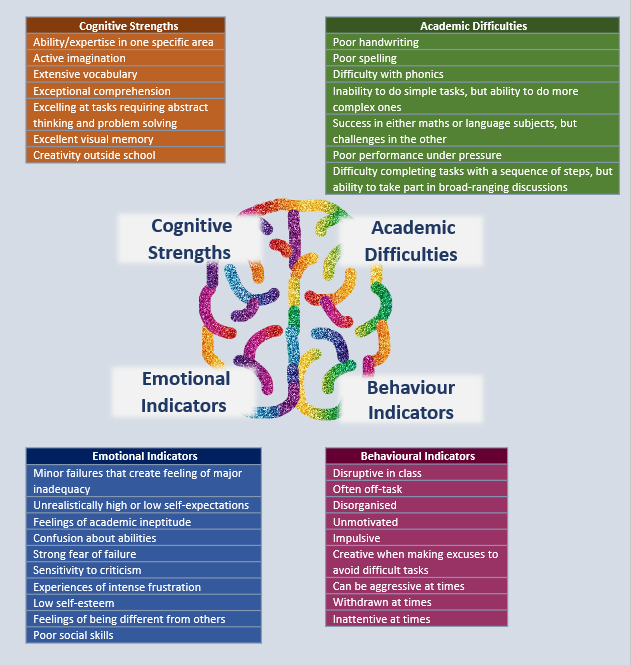 Cognitive Strengths
Ability/expertise in one specific area
Active imagination
Extensive vocabulary
Exceptional comprehension
Excelling at tasks requiring abstract
thinking and problem solving
Excellent visual memory
Creativity outside school
Academic Difficulties
Poor handwriting
Poor spelling
Difficulty with phonics
Inability to do simple tasks, but ability to do more
complex ones
Success in either maths or language subjects, but
challenges in the other
Poor performance under pressure
Difficulty completing tasks with a sequence of steps, but
ability to take part in broad-ranging discussions
Cognitive
Strengths
Academic
Difficulties
Emotional
Indicators
Behaviour
Indicators
Emotional Indicators
Minor failures that create feeling of major
inadequacy
Unrealistically high or low self-expectations
Feelings of academic ineptitude
Confusion about abilities
Strong fear of failure
Sensitivity to criticism
Experiences of intense frustration
Low self-esteem
Feelings of being different from others
Poor social skills
Behavioural Indicators
Disruptive in class
Often off-task
Disorganised
Unmotivated
Impulsive
Creative when making excuses to
avoid difficult tasks
Can be aggressive at times
Withdrawn at times
Inattentive at times